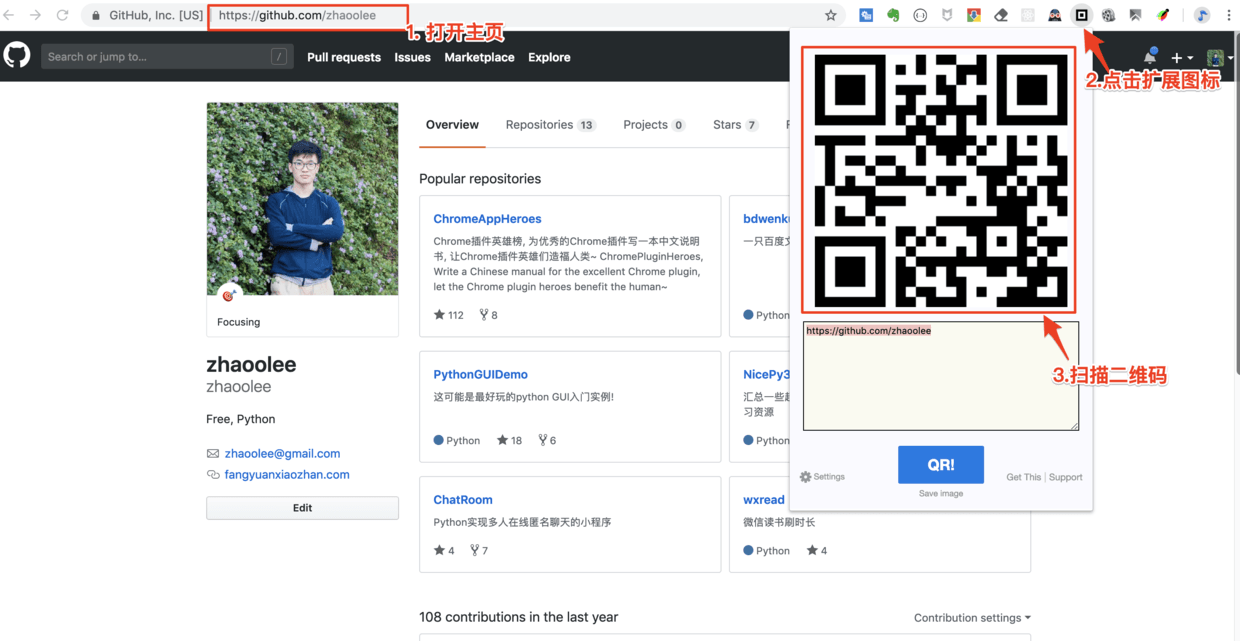 GitHub, Inc. [US]
https://github.com/zhaoolee
1. 打开主页
Search or jump to...
/
Pull requests
Issues
Marketplace
Explore
2.点击扩展图标
Overview
Repositories 13
Projects 0
Stars 7
Popular repositories
ChromeAppHeroes
Chrome插件英雄榜, 为优秀的Chrome插件写一本中文说明
书, 让Chrome插件英雄们造福人类~ ChromePluginHeroes,
Write a Chinese manual for the excellent Chrome plugin,
let the Chrome plugin heroes benefit the human~
112 8
一只百度文
Python
Focusing
https://github.com/zhaoolee
3.扫描二维码
zhaoolee
zhaoolee
Free, Python
zhaoolee@gmail.com
fangyuanxiaozhan.com
Edit
PythonGUIDemo
这可能是最好玩的python GUI入门实例!
Python 18 6
NicePy3
汇总一些
习资源
Python
QR!
Save image
Settings
Get This | Support
ChatRoom
Python实现多人在线匿名聊天的小程序
4 7
wxread
微信读书刷时长
Python 4
108 contributions in the last year
Contribution settings